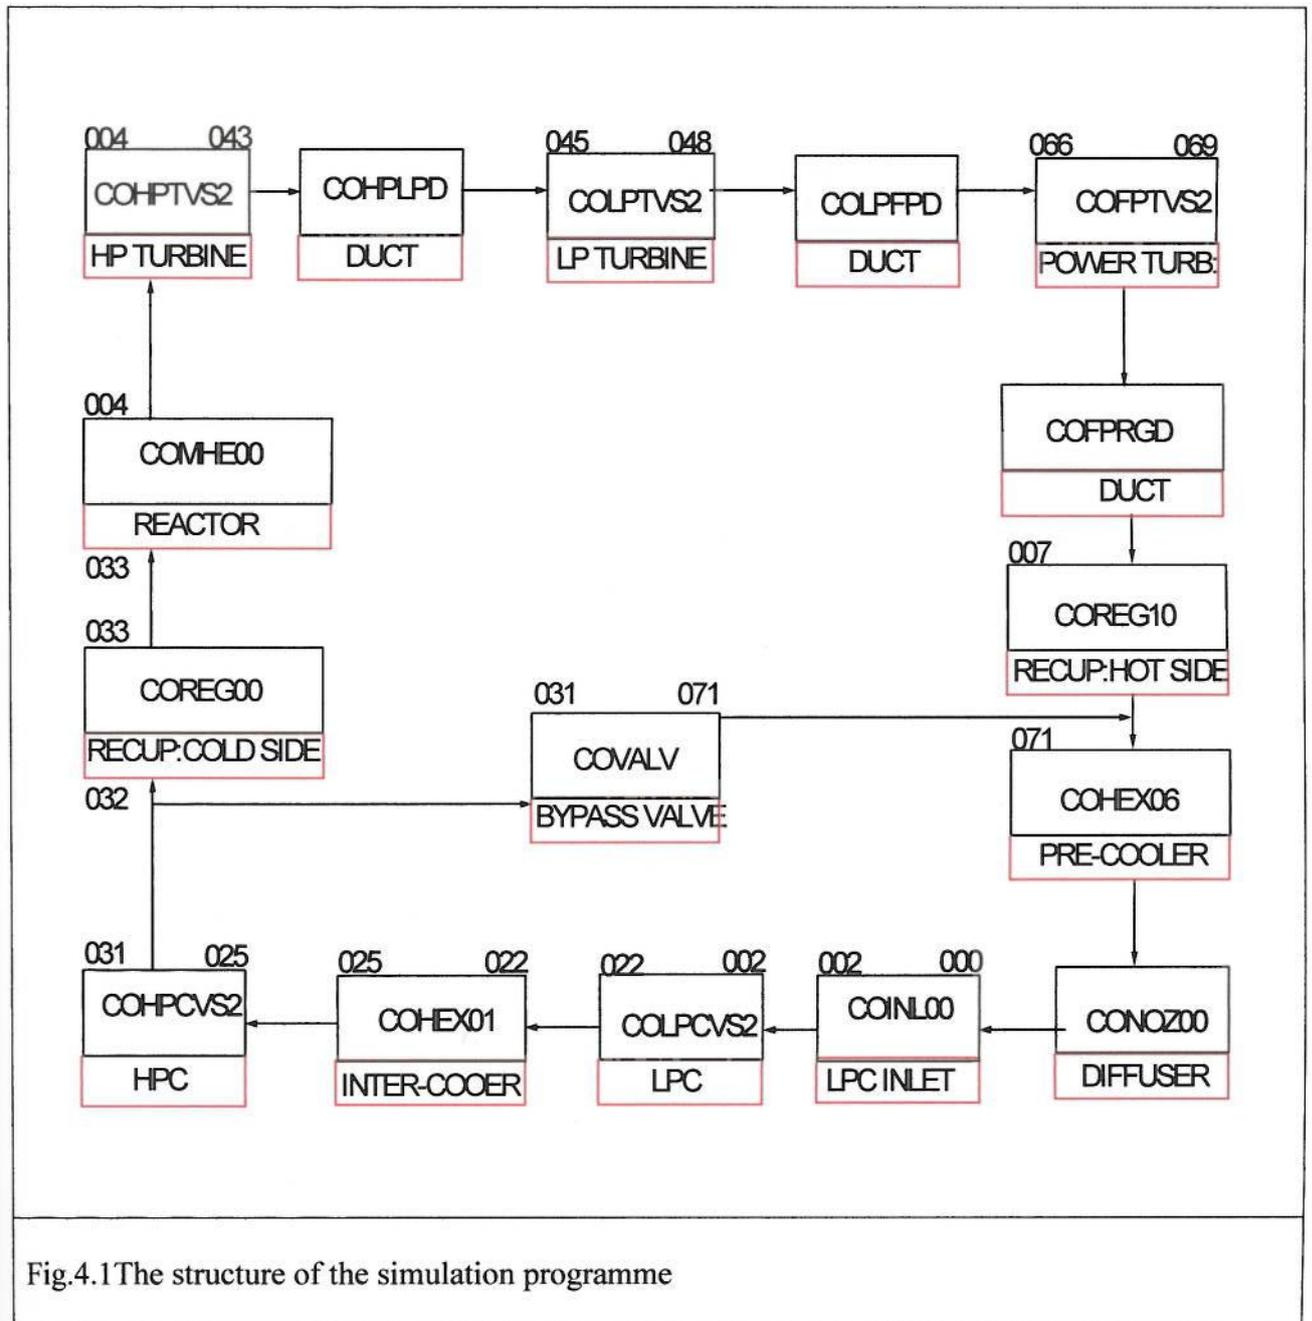 004 043
COHPTVS2
HP TURBINE
COHPLPD
DUCT
045 048
COLPTVS2
LP TURBINE
COLPFPD
DUCT
066 069
COFPTVS2
POWER TURB:
004
COMHE00
REACTOR
033
COFPRGD
DUCT
007
COREG10
RECUP:HOT SIDE
033
COREG00
RECUP:COLD SIDE
032
031 071
COVALV
BYPASS VALVE
071
COHEX06
PRE-COOLER
031 025
COHPCVS2
HPC
025 022
COHEX01
INTER-COOER
022 002
COLPCVS2
LPC
002 000
COINL00
LPC INLET
CONOZ00
DIFFUSER
Fig.4.1The structure of the simulation programme